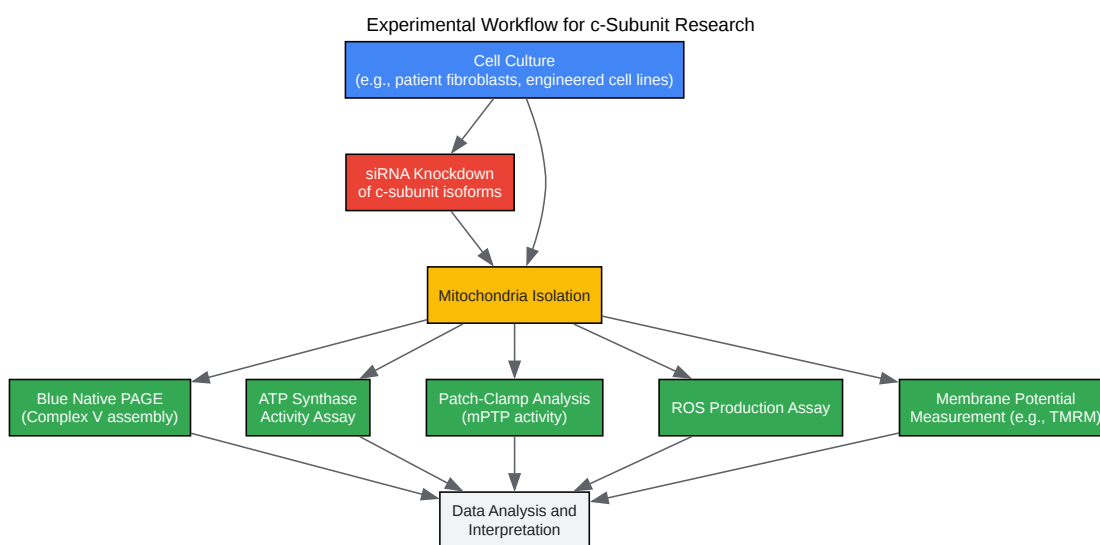 Experimental Workflow for c-Subunit Research
Cell Culture
(e.g., patient fibroblasts, engineered cell lines)
siRNA Knockdown
of c-subunit isoforms
Mitochondria Isolation
Blue Native PAGE
(Complex V assembly)
ATP Synthase
Activity Assay
Patch-Clamp Analysis
(mPTP activity)
ROS Production Assay
Membrane Potential
Measurement (e.g., TMRM)
Data Analysis and
Interpretation